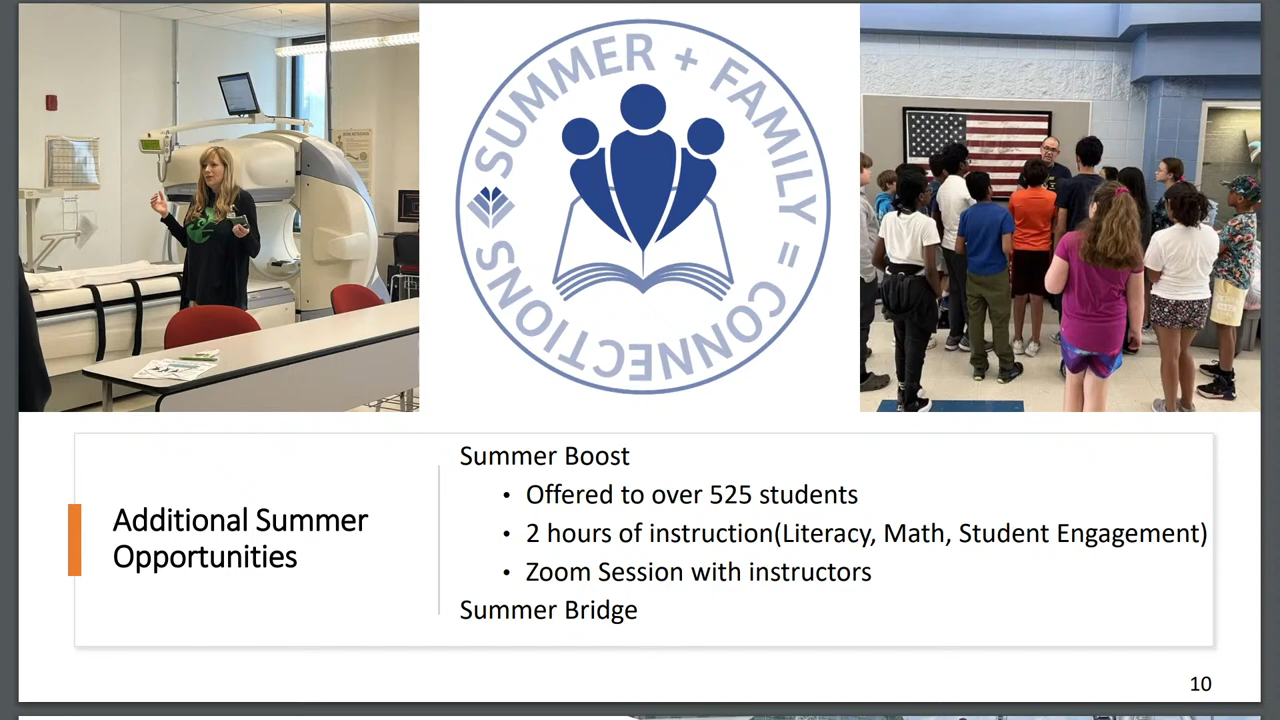 SUMMER + FAMILY = CONNECTIONS
Additional Summer
Opportunities
Summer Boost
• Offered to over 525 students
• 2 hours of instruction(Literacy, Math, Student Engagement)
• Zoom Session with instructors
Summer Bridge
10